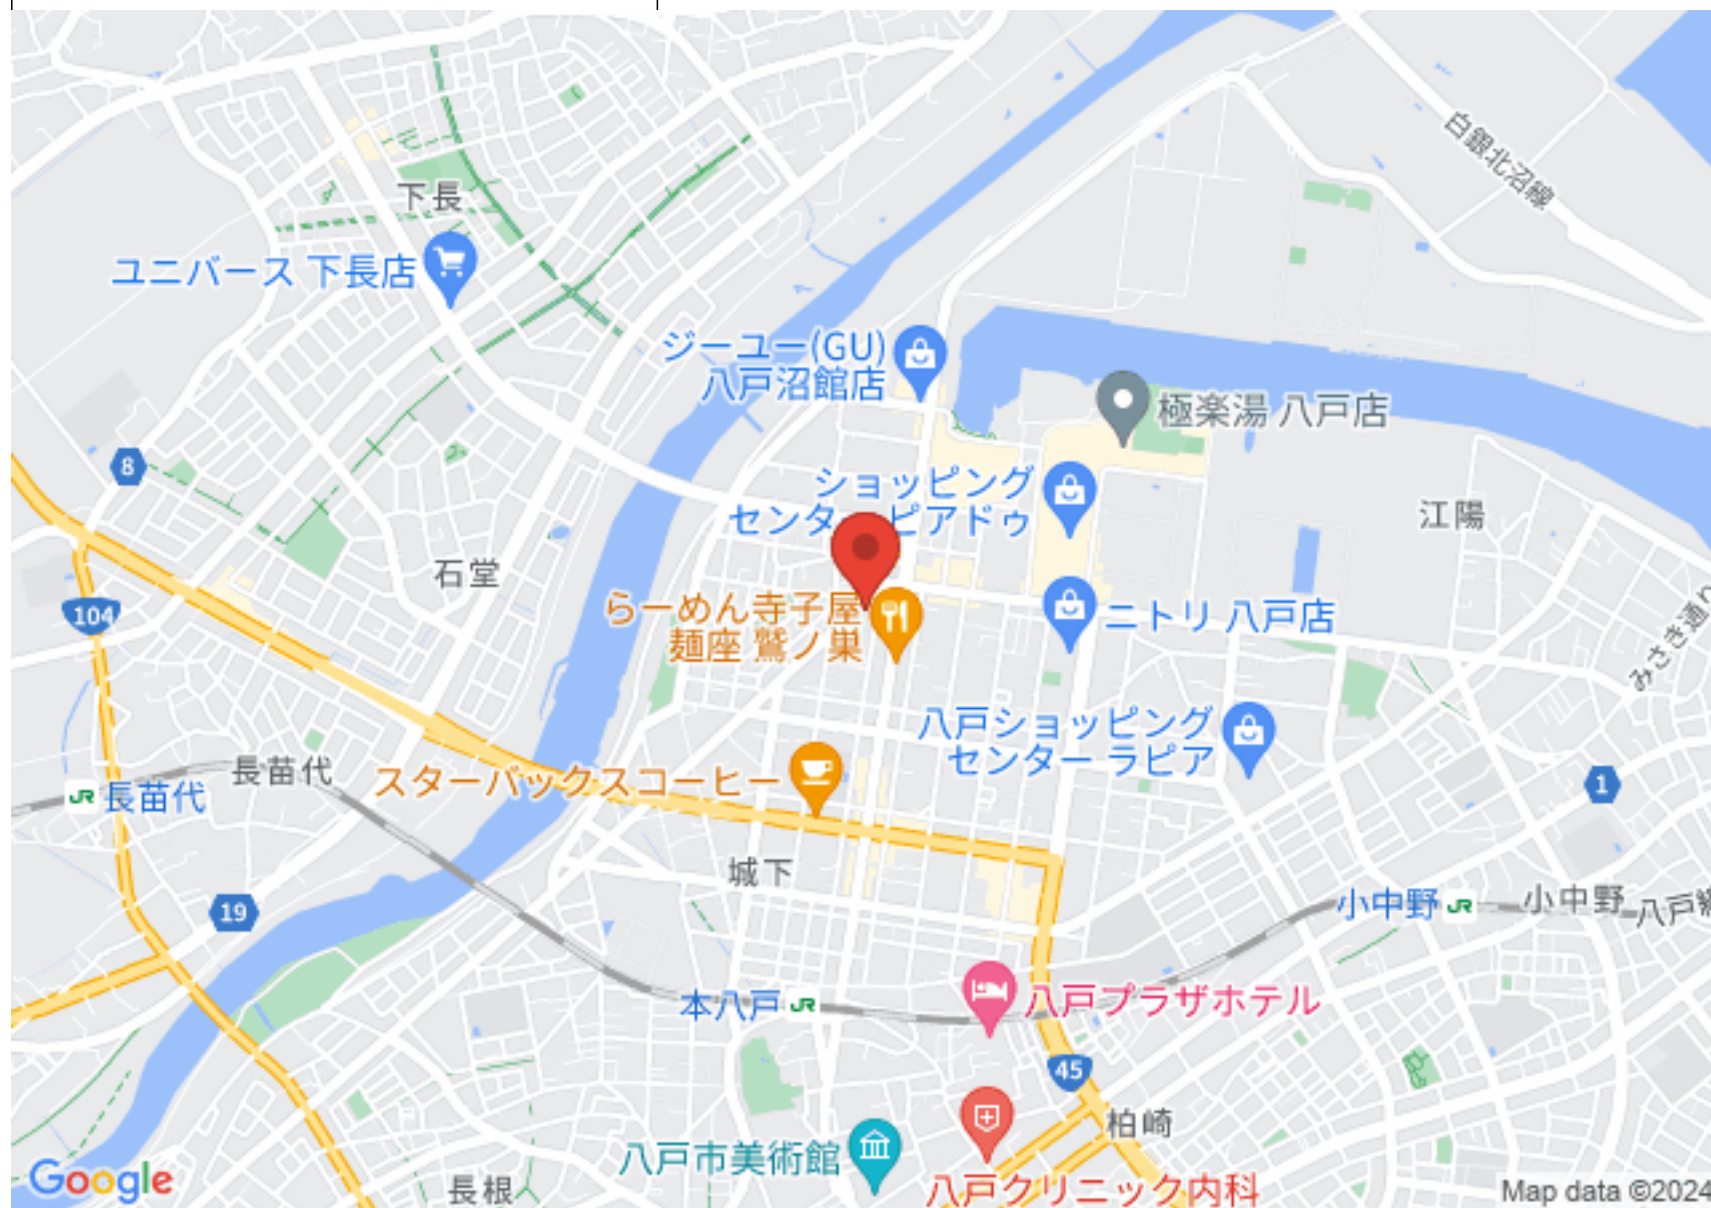 白銀北沼線
下長
ユニバース 下長店
ジーユー(GU)
八戸沼館店
極楽湯 八戸店
8
ショッピング
センタ
ピアドゥ
江陽
石堂
104
らーめん寺子屋
麺座 鷲ノ巣
ニトリ 八戸店
みさき通り
八戸ショッピング
センター ラピア
長苗代
JR 長苗代
スターバックスコーヒー
1
城下
19
小中野 JR
小中野
八戸線
本八戸 JR
八戸プラザホテル
45
柏崎
八戸市美術館
八戸クリニック内科
長根
Google
Map data ©2024